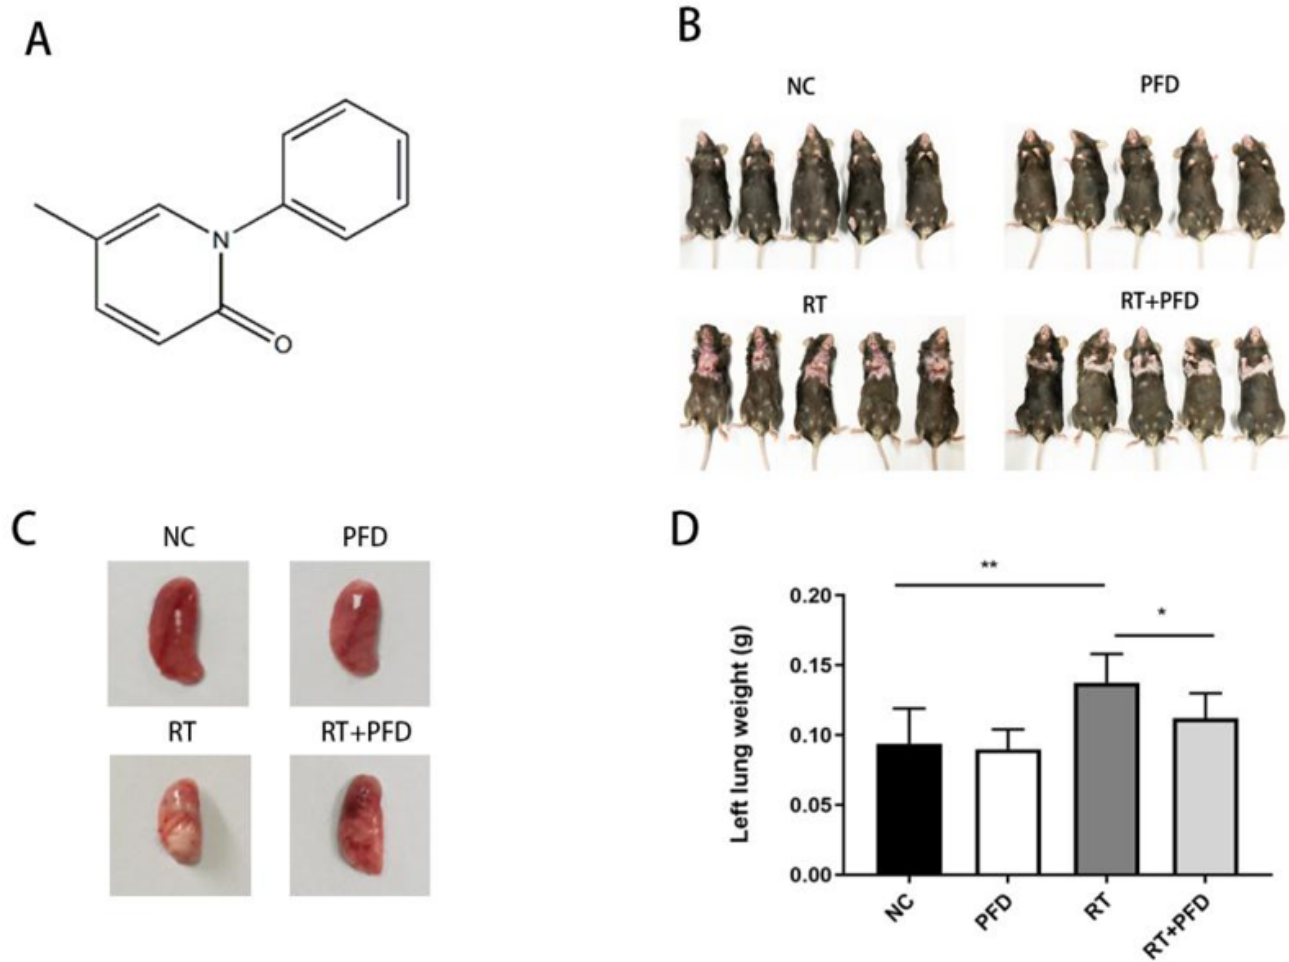 A
N
O
B
NC
PFD
RT
RT+PFD
C
NC
PFD
RT
RT+PFD
D
**
*
0.20
0.15
0.10
0.05
0.00
Left lung weight (g)
NC
PFD
RT
RT+PFD